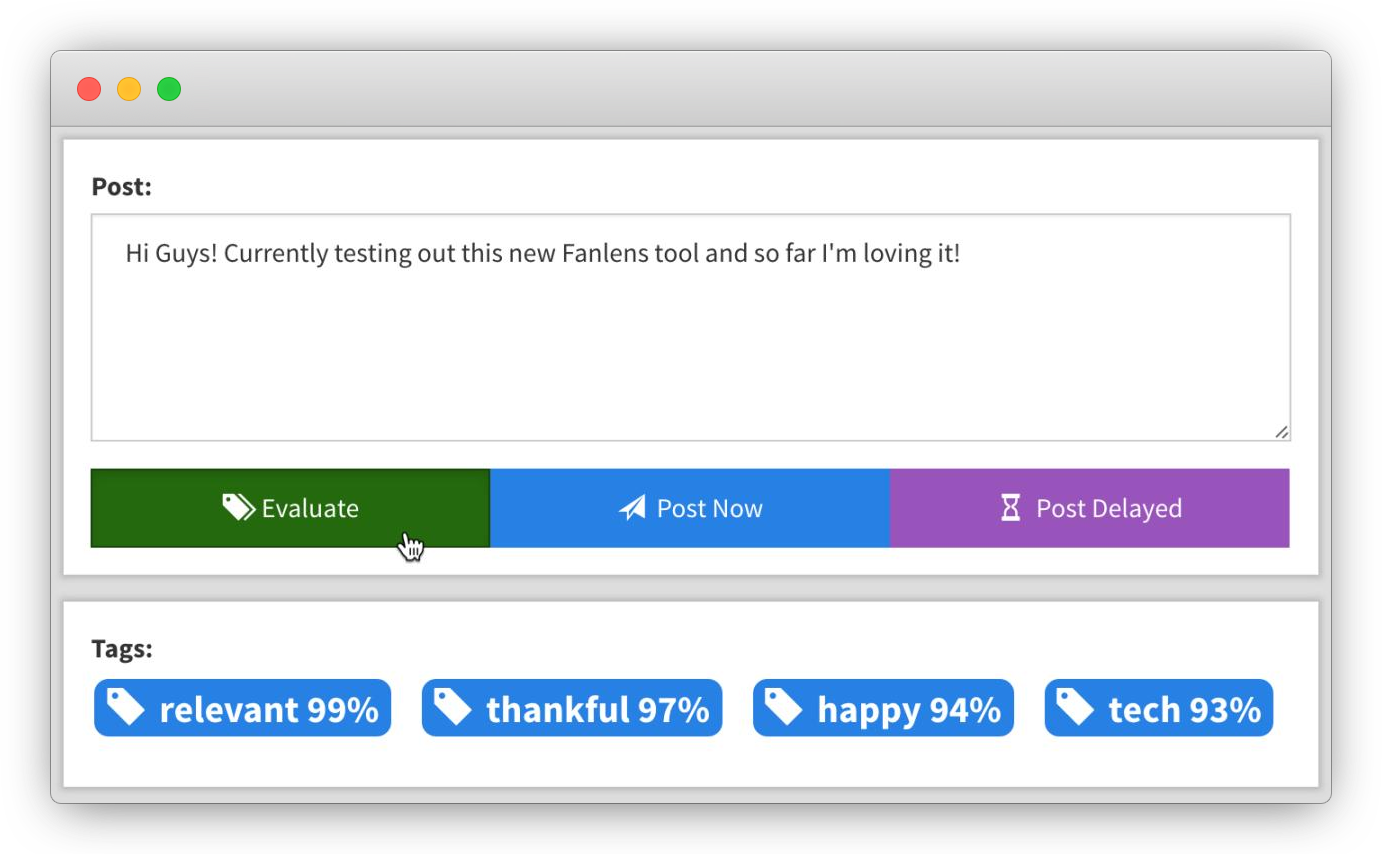 Post:
Hi Guys! Currently testing out this new Fanlens tool and so far I'm loving it!
Evaluate Post Now Post Delayed
Tags:
relevant 99% thankful 97% happy 94% tech 93%